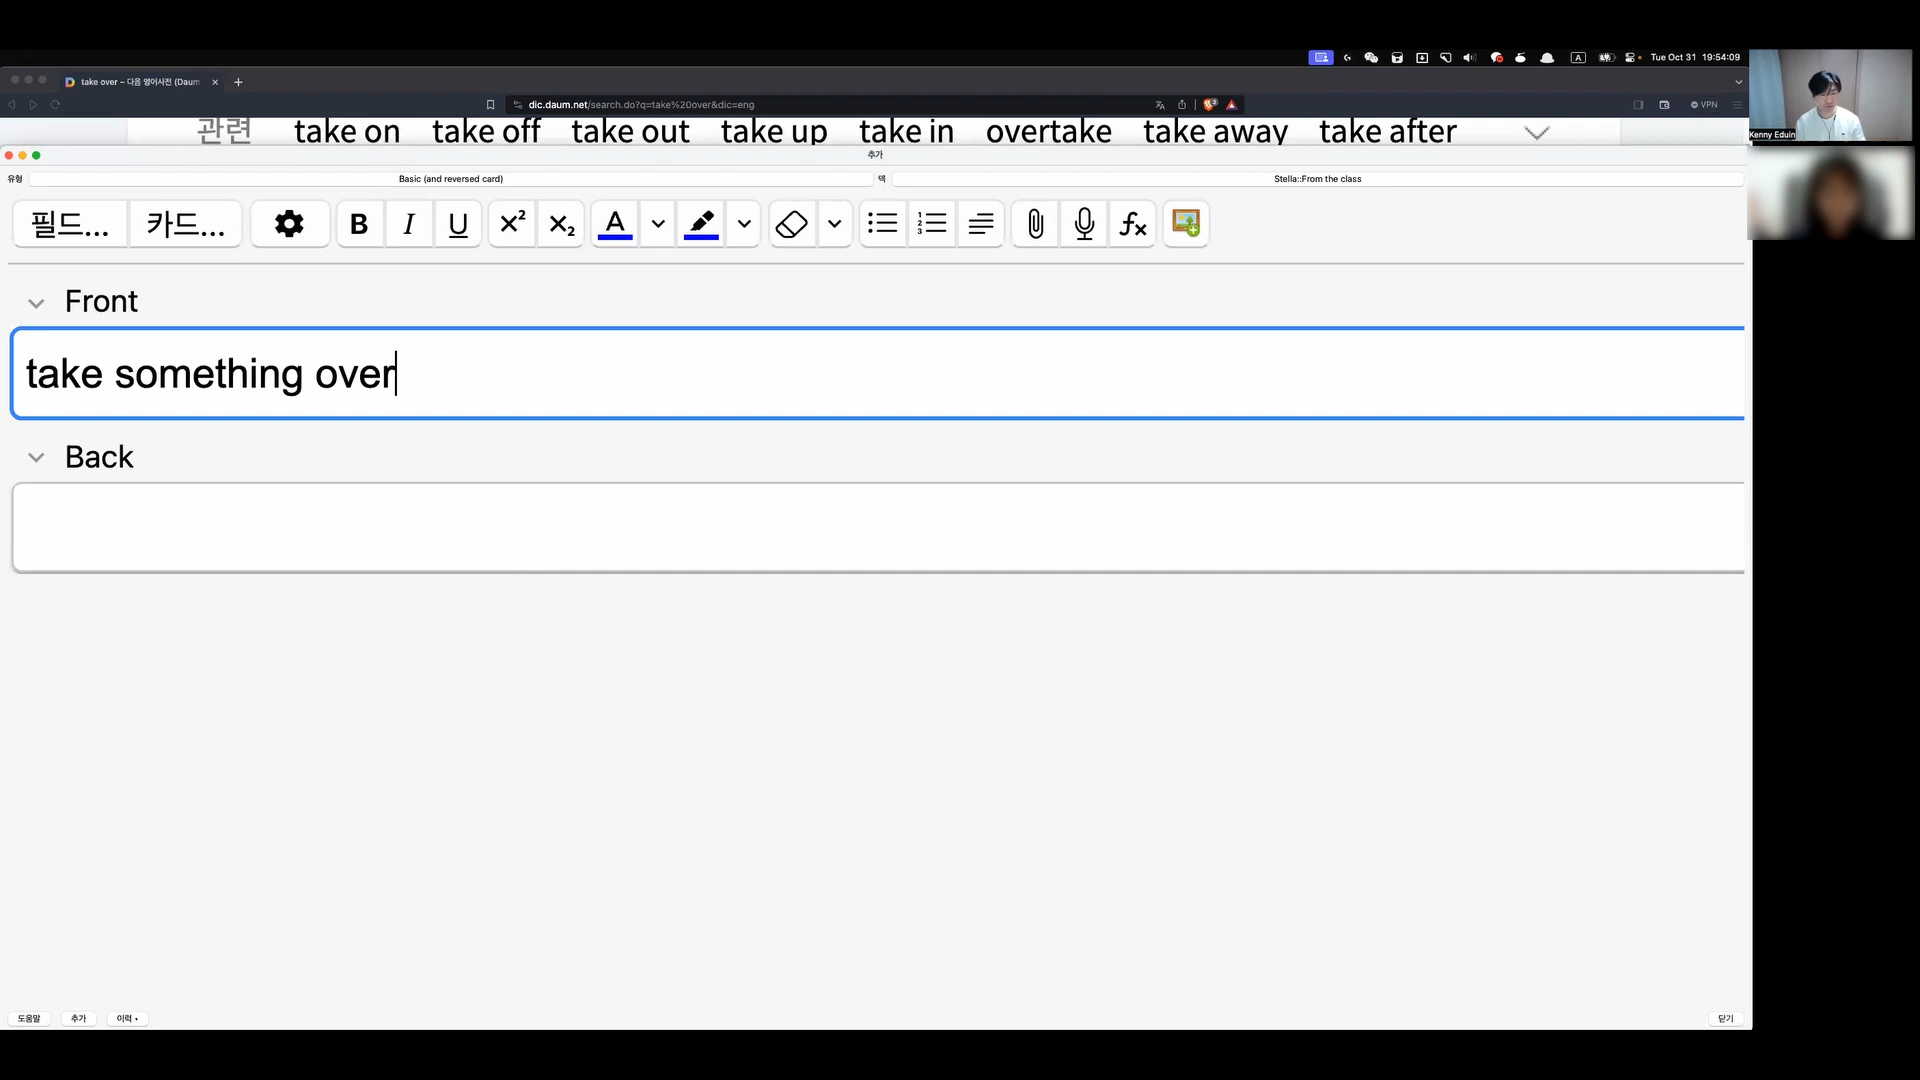 Tue Oct 31 19:54:09
take over – 다음 영어사전 (Daum
dic.daum.net/search.do?q=take%20over&dic=eng
VPN
Kenny Eduin
관련 take on take off take out take up take in overtake take away take after
추가
유형 Basic (and reversed card) 덱 Stella::From the class
필드... 카드... B I U X² X₂ A fx
Front
take something over
Back
도움말 추가 이력 닫기